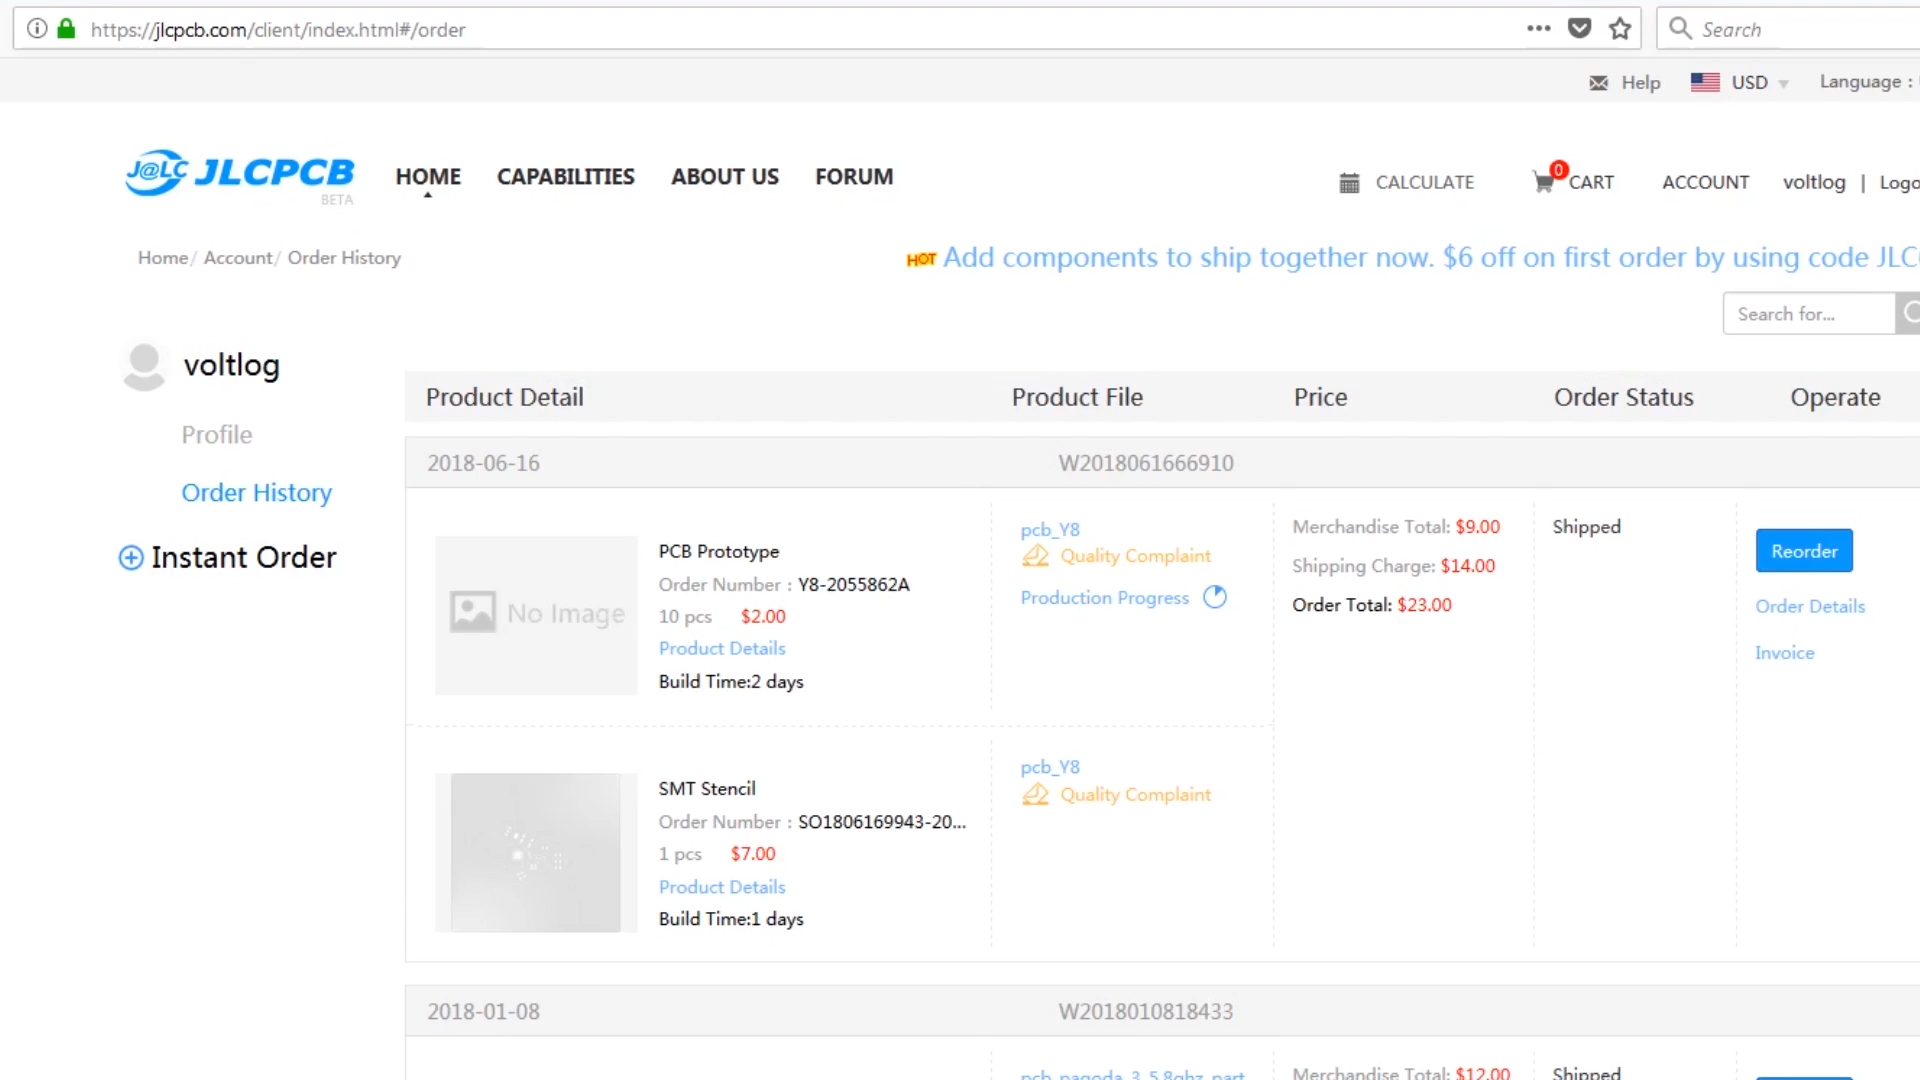 https://jlcpcb.com/client/index.html#/order
Search
Help
USD
Language :
J@LC JLCPCB
BETA
HOME
CAPABILITIES
ABOUT US
FORUM
CALCULATE
0
CART
ACCOUNT
voltlog
|
Logo
Home/ Account/ Order History
HOT Add components to ship together now. $6 off on first order by using code JLC
Search for...
voltlog
Profile
Order History
Instant Order
Product Detail
Product File
Price
Order Status
Operate
2018-06-16
W2018061666910
No Image
PCB Prototype
Order Number : Y8-2055862A
10 pcs $2.00
Product Details
Build Time:2 days
pcb_Y8
Quality Complaint
Production Progress
Merchandise Total: $9.00
Shipping Charge: $14.00
Order Total: $23.00
Shipped
Reorder
Order Details
Invoice
SMT Stencil
Order Number : SO1806169943-20...
1 pcs $7.00
Product Details
Build Time:1 days
pcb_Y8
Quality Complaint
2018-01-08
W2018010818433
pcb_pagoda_3_5.8ghz_part
Merchandise Total: $12.00
Shipped